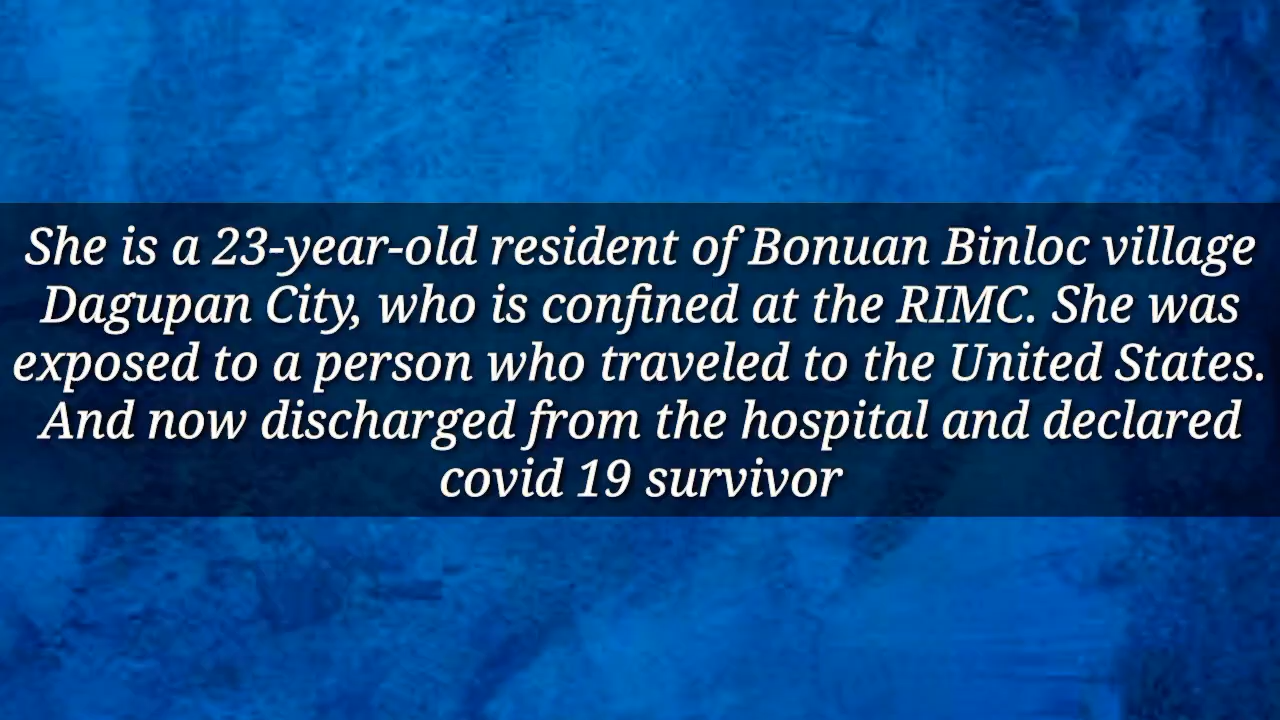 She is a 23-year-old resident of Bonuan Binloc village
Dagupan City, who is confined at the RIMC. She was
exposed to a person who traveled to the United States.
And now discharged from the hospital and declared
covid 19 survivor